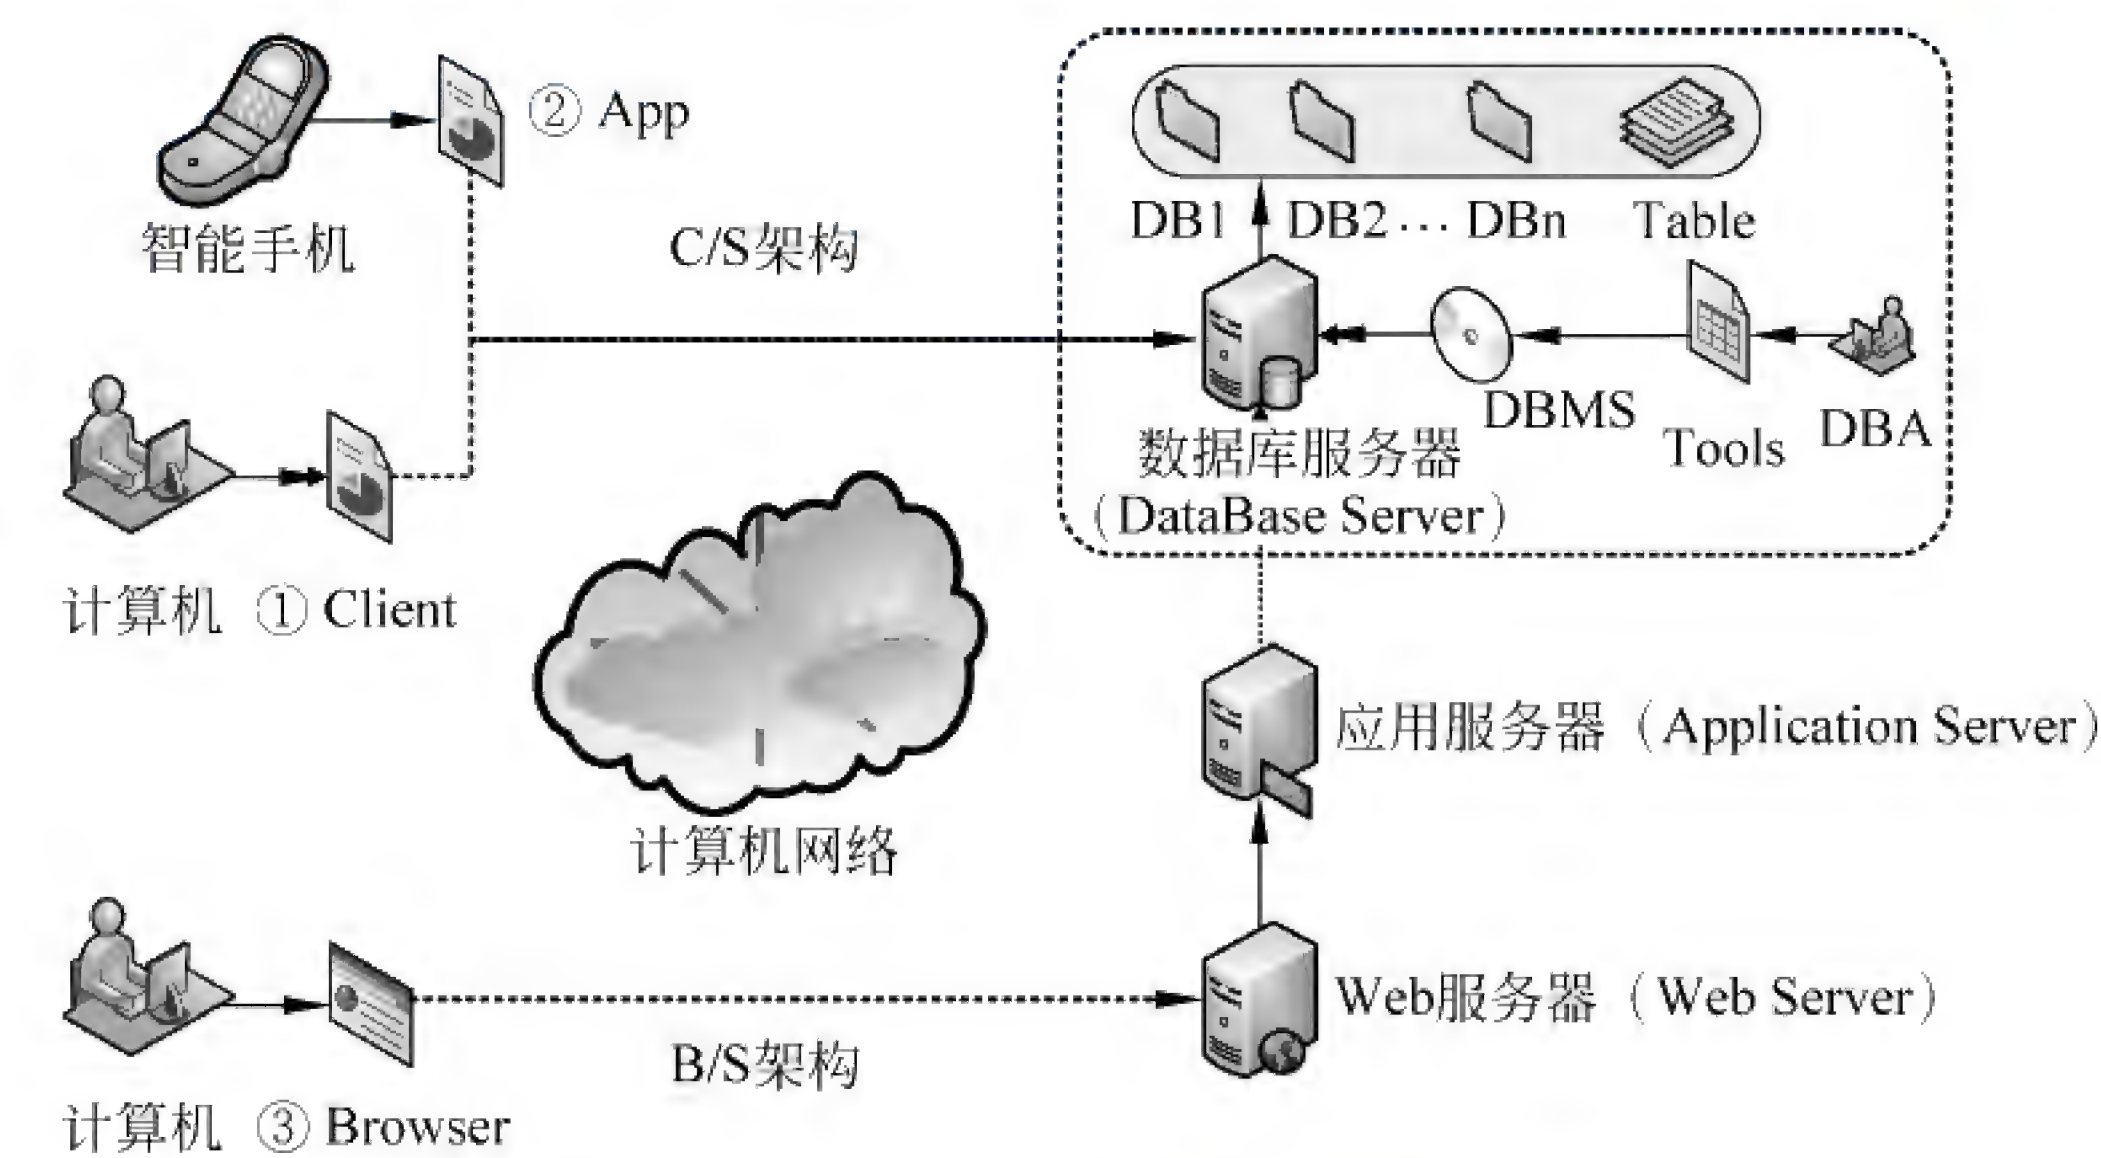 ② App
智能手机
C/S架构
DB1 DB2 … DBn Table
DBMS
Tools
DBA
数据库服务器
（DataBase Server）
计算机 ① Client
计算机网络
应用服务器（Application Server）
Web服务器（Web Server）
B/S架构
计算机 ③ Browser